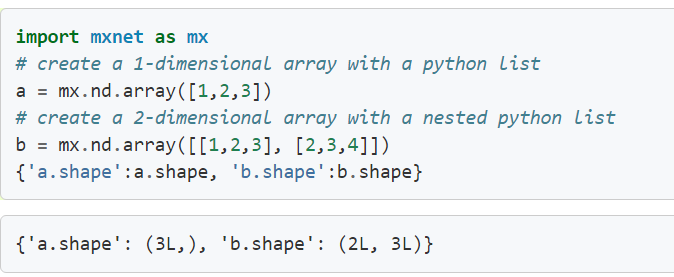 import mxnet as mx
# create a 1-dimensional array with a python list
a = mx.nd.array([1,2,3])
# create a 2-dimensional array with a nested python list
b = mx.nd.array([[1,2,3], [2,3,4]])
{'a.shape':a.shape, 'b.shape':b.shape}
{'a.shape': (3L,), 'b.shape': (2L, 3L)}